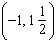 (−1, 1 1/2)